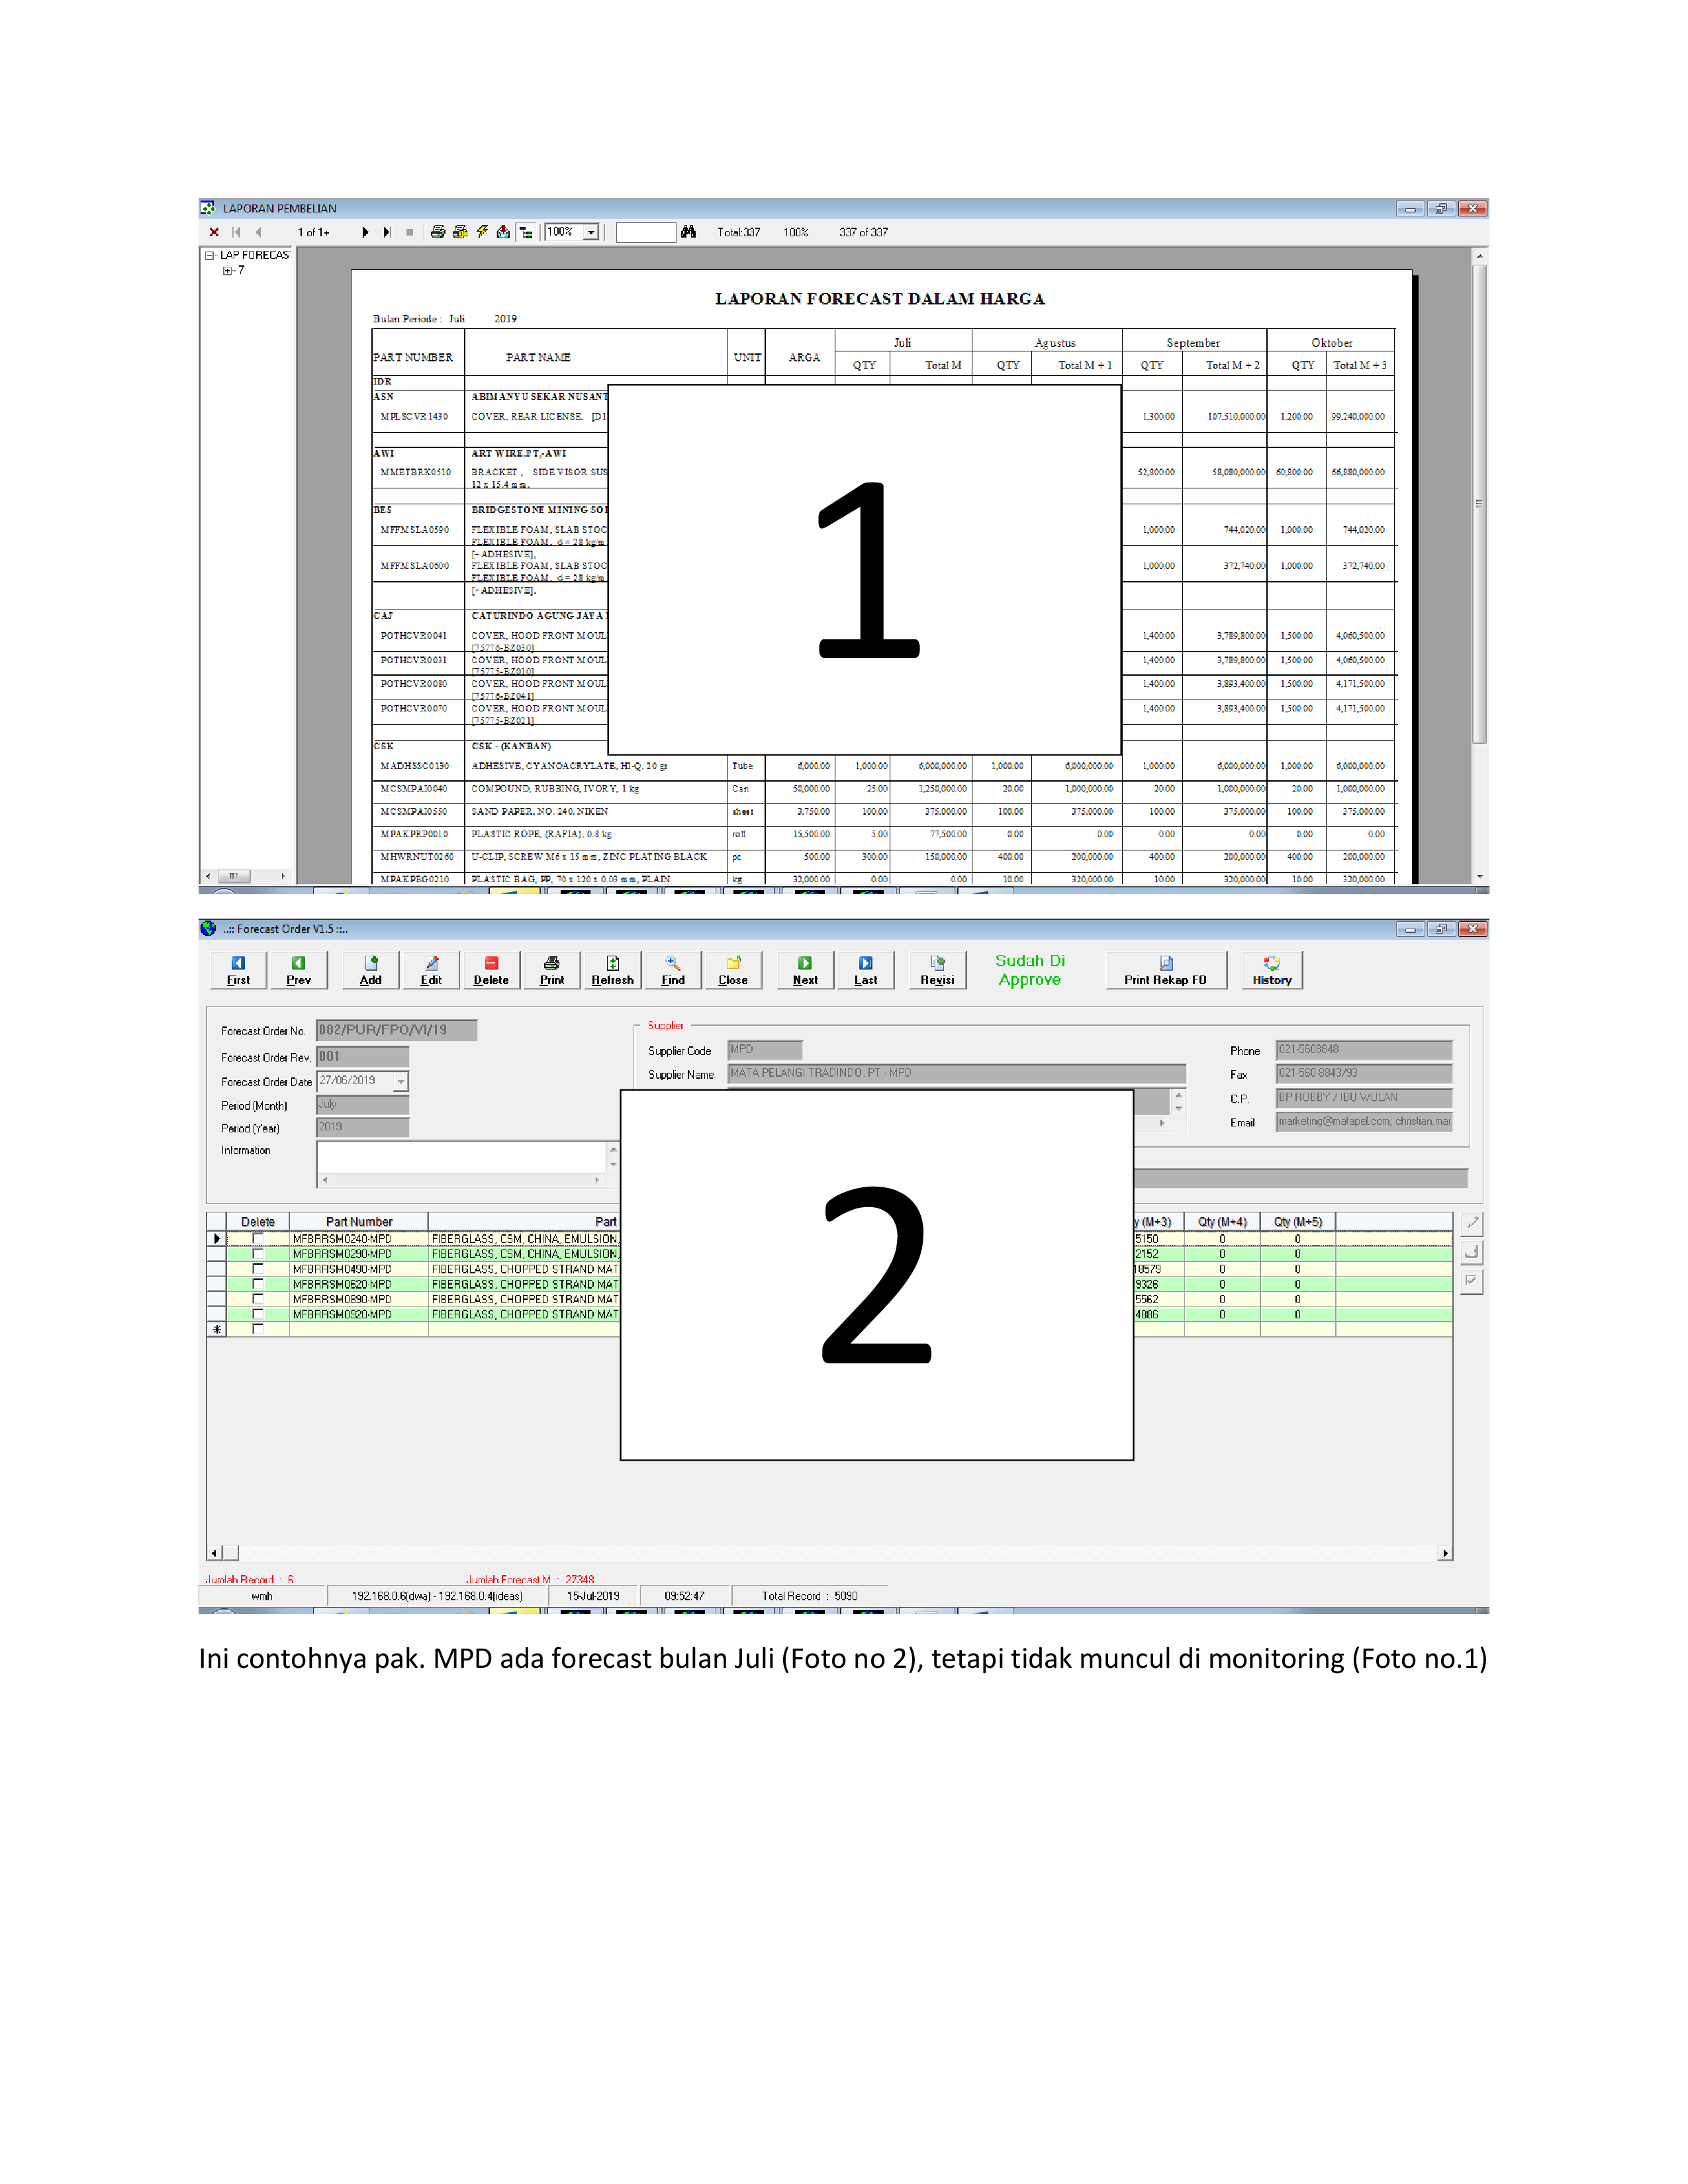 LAPORAN PEMBELIAN
1 of 1+ 100% Total:337 100% 337 of 337
LAP FORECAS
7
LAPORAN FORECAST DALAM HARGA
Bulan Periode : Juli 2019
PART NUMBER PART NAME UNIT ARGA Juli Agustus September Oktober
QTY Total M QTY Total M + 1 QTY Total M + 2 QTY Total M + 3
IDR
ASN ABIMANYU SEKAR NUSANT
MPLSCVR1430 COVER, REAR LICENSE, [D1 1,300.00 107,510,000.00 1,200.00 99,240,000.00
AWI ART WIRE.PT,-AWI
MMETBRK0510 BRACKET , SIDE VISOR SUS 52,800.00 58,080,000.00 60,800.00 66,880,000.00
12 x 15.4 mm,
BES BRIDGESTONE MINING SO
MFFMSLA0590 FLEXIBLE FOAM, SLAB STOC 1,000.00 744,020.00 1,000.00 744,020.00
FLEXIBLE FOAM, d = 28 kg/m
[+ ADHESIVE],
MFFMSLA0600 FLEXIBLE FOAM, SLAB STOC 1,000.00 372,740.00 1,000.00 372,740.00
FLEXIBLE FOAM, d = 28 kg/m
[+ ADHESIVE],
CAJ CATURINDO AGUNG JAYA
POTHCVR0041 COVER, HOOD FRONT MOUL 1,400.00 3,789,800.00 1,500.00 4,060,500.00
[75776-BZ030]
POTHCVR0031 COVER, HOOD FRONT MOUL 1,400.00 3,789,800.00 1,500.00 4,060,500.00
[75775-BZ010]
POTHCVR0080 COVER, HOOD FRONT MOUL 1,400.00 3,893,400.00 1,500.00 4,171,500.00
[75776-BZ041]
POTHCVR0070 COVER, HOOD FRONT MOUL 1,400.00 3,893,400.00 1,500.00 4,171,500.00
[75775-BZ021]
CSK CSK - (KANBAN)
MADHSSC0130 ADHESIVE, CYANOACRYLATE, HI-Q, 20 gr Tube 6,000.00 1,000.00 6,000,000.00 1,000.00 6,000,000.00 1,000.00 6,000,000.00 1,000.00 6,000,000.00
MCSMPAI0040 COMPOUND, RUBBING, IVORY, 1 kg Can 50,000.00 25.00 1,250,000.00 20.00 1,000,000.00 20.00 1,000,000.00 20.00 1,000,000.00
MCSMPAI0550 SAND PAPER, NO. 240, NIKEN sheet 3,750.00 100.00 375,000.00 100.00 375,000.00 100.00 375,000.00 100.00 375,000.00
MPAKPRP0010 PLASTIC ROPE, (RAFIA), 0.8 kg roll 15,500.00 5.00 77,500.00 0.00 0.00 0.00 0.00 0.00 0.00
MHWRNUT0260 U-CLIP, SCREW M6 x 15 mm, ZINC PLATING BLACK pc 500.00 300.00 150,000.00 400.00 200,000.00 400.00 200,000.00 400.00 200,000.00
MPAKPBG0210 PLASTIC BAG, PP, 70 x 120 x 0.03 mm, PLAIN kg 32,000.00 0.00 0.00 10.00 320,000.00 10.00 320,000.00 10.00 320,000.00
1
..:: Forecast Order V1.5 ::..
First Prev Add Edit Delete Print Refresh Find Close Next Last Revisi Sudah Di Approve Print Rekap FO History
Forecast Order No. 082/PUR/FPO/VI/19
Forecast Order Rev. 001
Forecast Order Date 27/06/2019
Period (Month) July
Period (Year) 2019
Information
Supplier
Supplier Code MPD
Supplier Name MATA PELANGI TRADINDO, PT - MPD
Phone 021-5608848
Fax 021-560-8843/93
C.P. BP ROBBY / IBU WULAN
Email marketing@matapel.com; christian.mar
Delete Part Number Part y (M+3) Qty (M+4) Qty (M+5)
MFBRRSM0240-MPD FIBERGLASS, CSM, CHINA, EMULSION, 5150 0 0
MFBRRSM0290-MPD FIBERGLASS, CSM, CHINA, EMULSION, 2152 0 0
MFBRRSM0490-MPD FIBERGLASS, CHOPPED STRAND MAT 18579 0 0
MFBRRSM0620-MPD FIBERGLASS, CHOPPED STRAND MAT 9326 0 0
MFBRRSM0890-MPD FIBERGLASS, CHOPPED STRAND MAT 5562 0 0
MFBRRSM0920-MPD FIBERGLASS, CHOPPED STRAND MAT 4886 0 0
2
Jumlah Record : 6 Jumlah Forecast M : 27348
wmh 192.168.0.6(dwa) - 192.168.0.4(ideas) 15-Jul-2019 09:52:47 Total Record : 5090
Ini contohnya pak. MPD ada forecast bulan Juli (Foto no 2), tetapi tidak muncul di monitoring (Foto no.1)